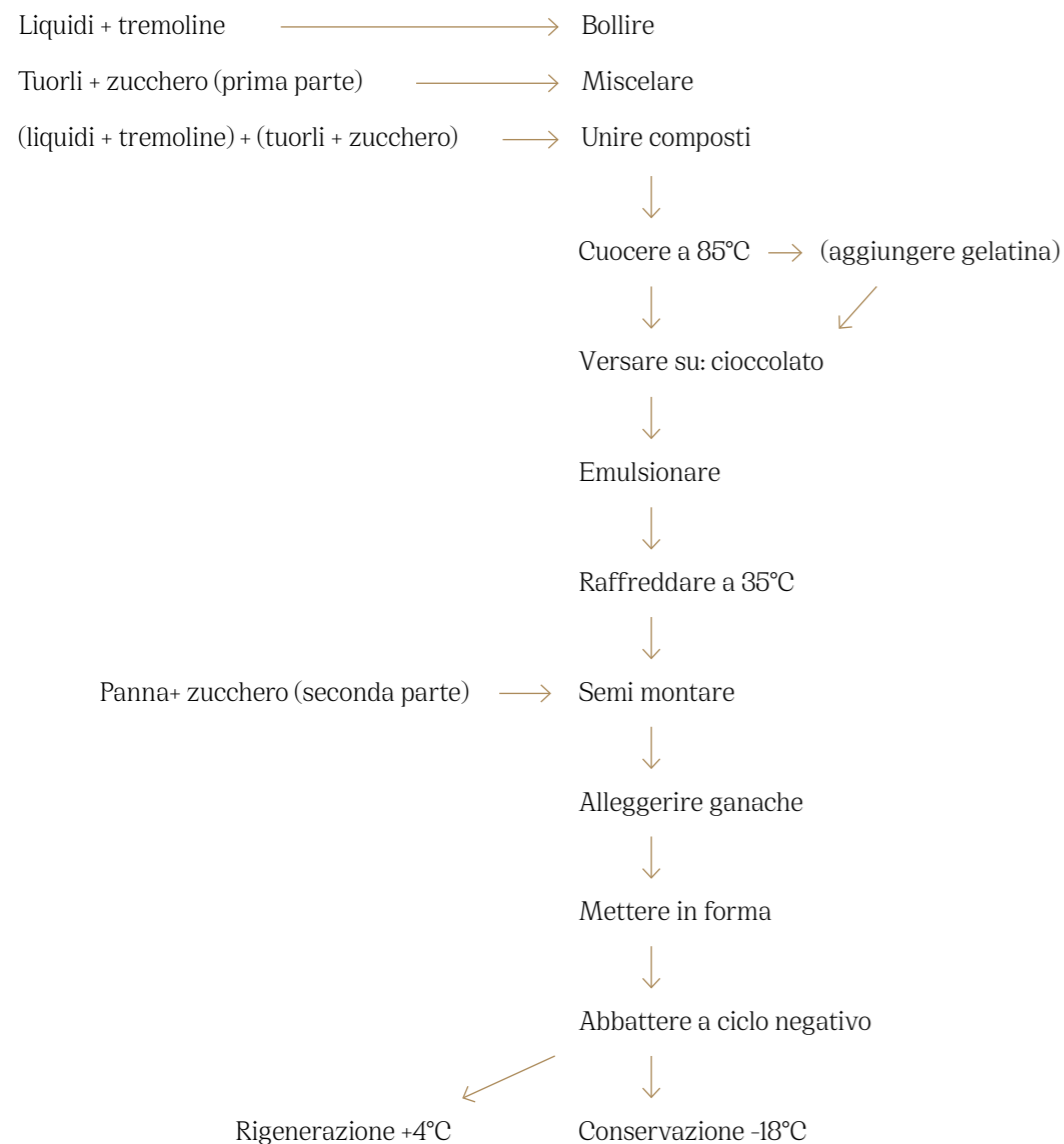 Liquidi + tremoline Bollire
Tuorli + zucchero (prima parte) Miscelare
(liquidi + tremoline) + (tuorli + zucchero) Unire composti
Cuocere a 85°C (aggiungere gelatina)
Versare su: cioccolato
Emulsionare
Raffreddare a 35°C
Panna+ zucchero (seconda parte) Semi montare
Alleggerire ganache
Mettere in forma
Abbattere a ciclo negativo
Rigenerazione +4°C Conservazione -18°C